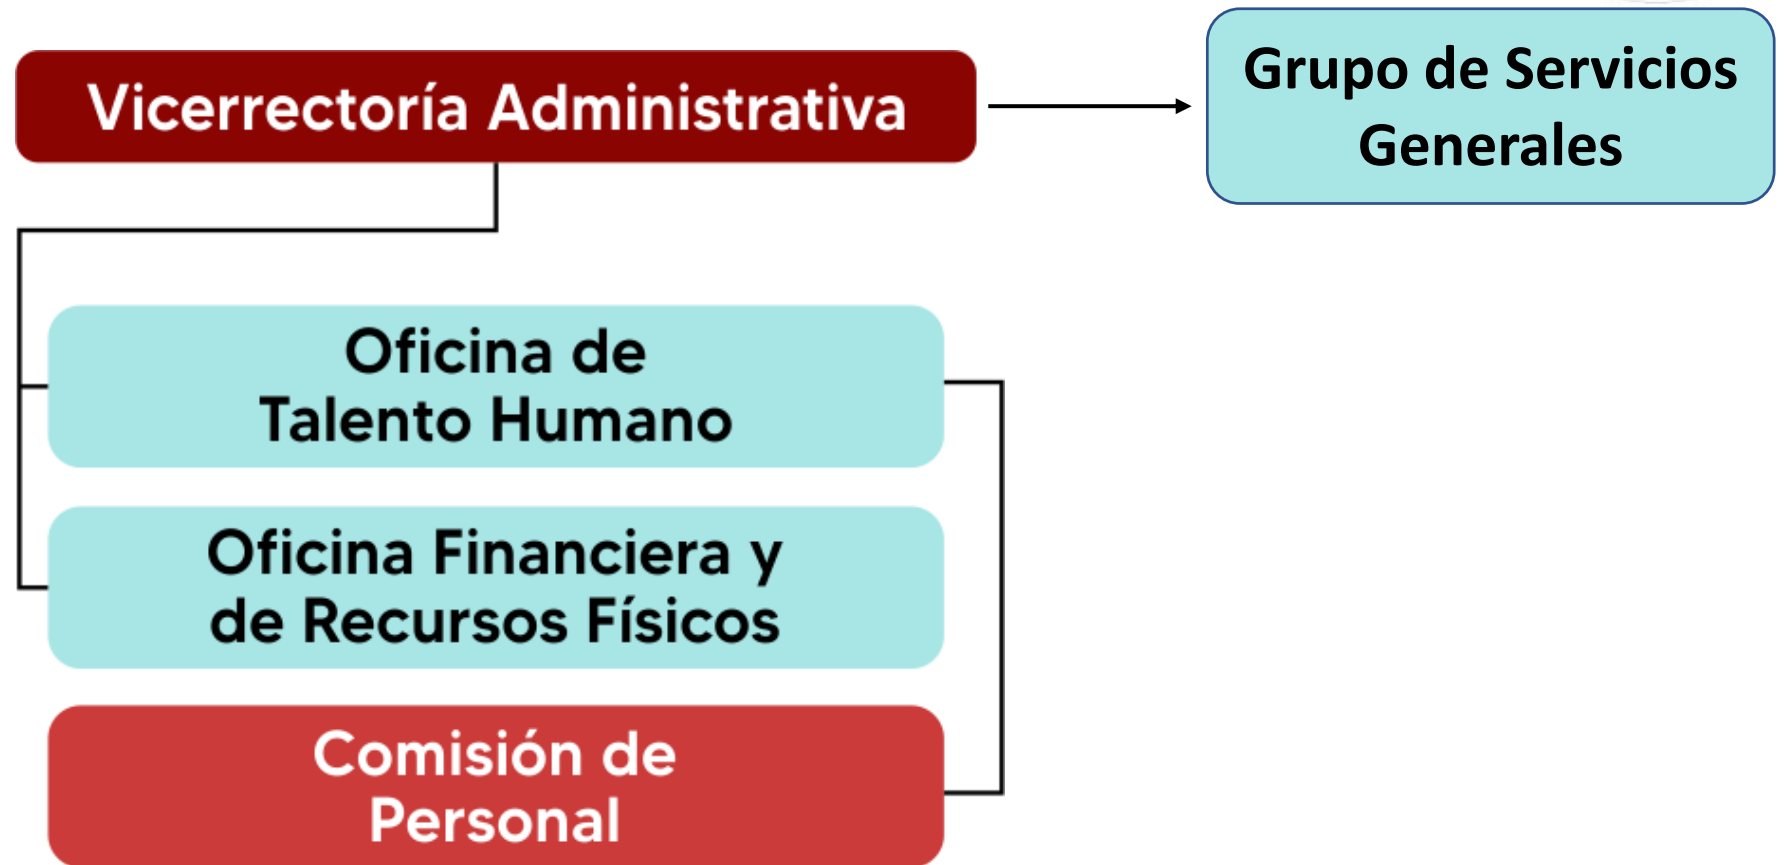 Vicerrectoría Administrativa
Grupo de Servicios
Generales
Oficina de
Talento Humano
Oficina Financiera y
de Recursos Físicos
Comisión de
Personal